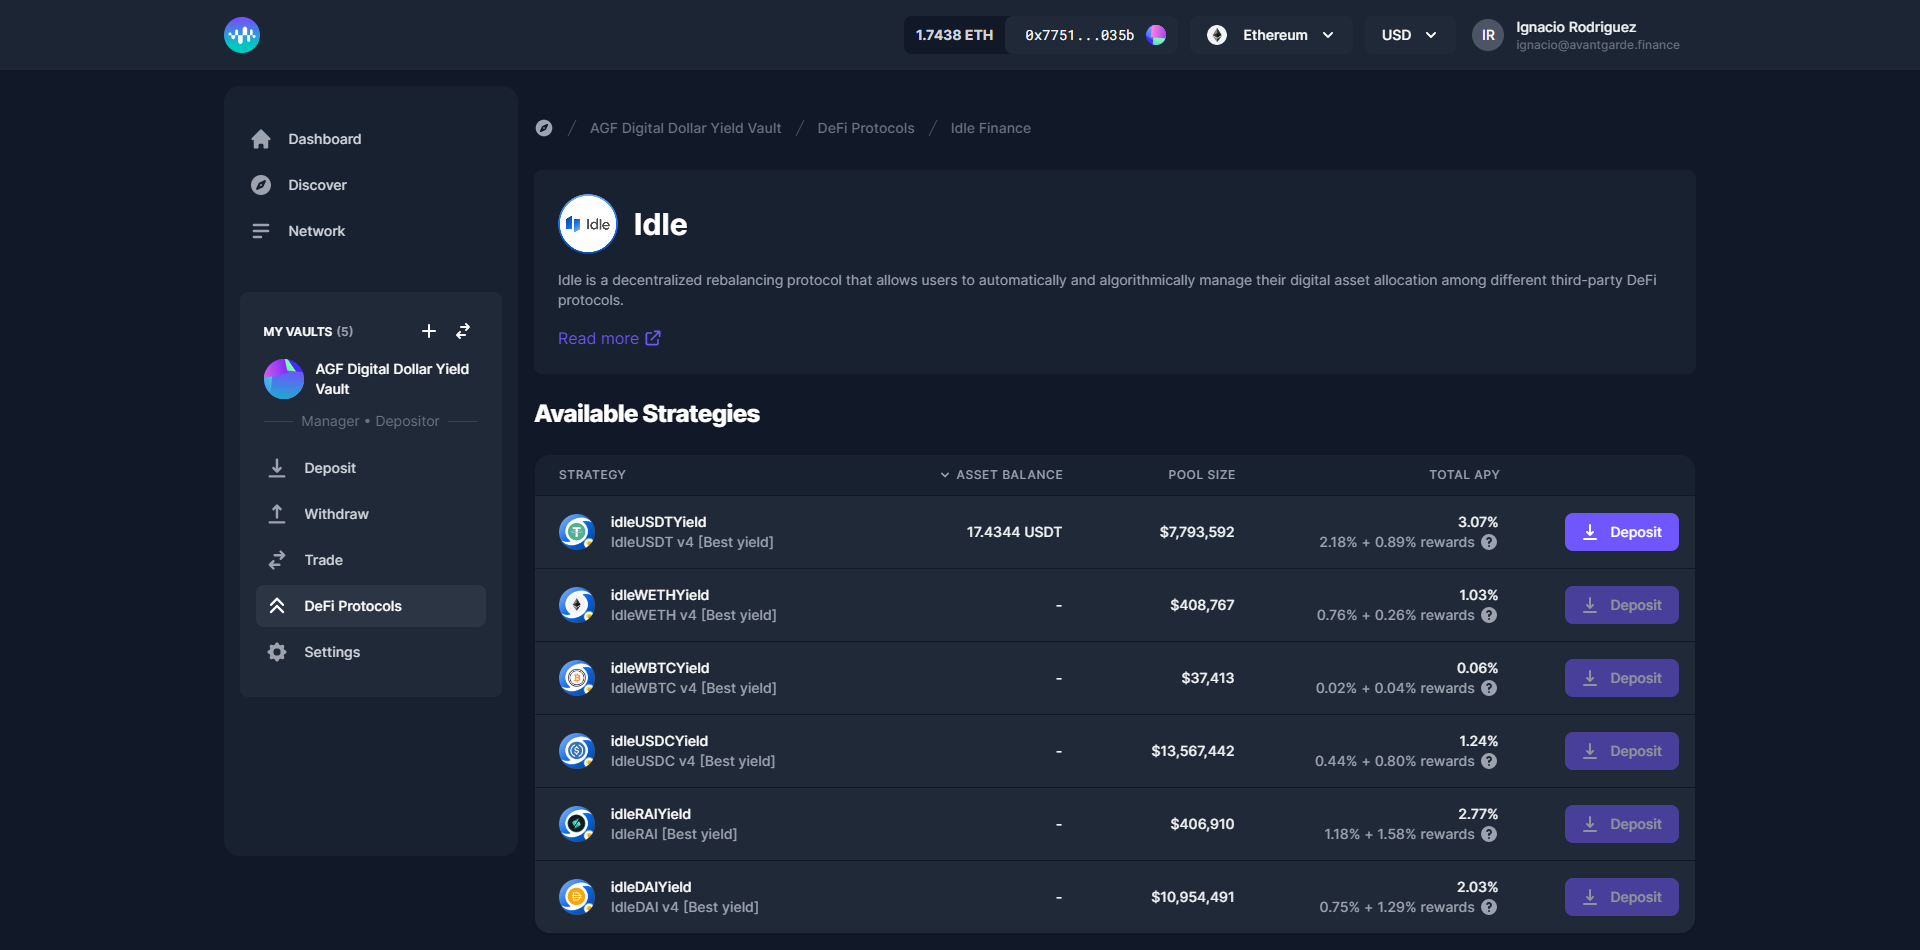 1.7438 ETH
0x7751...035b
Ethereum
USD
IR
Ignacio Rodriguez
ignacio@avantgarde.finance
Dashboard
Discover
Network
MY VAULTS (5)
AGF Digital Dollar Yield
Vault
Manager • Depositor
Deposit
Withdraw
Trade
DeFi Protocols
Settings
/ AGF Digital Dollar Yield Vault / DeFi Protocols / Idle Finance
Idle
Idle
Idle is a decentralized rebalancing protocol that allows users to automatically and algorithmically manage their digital asset allocation among different third-party DeFi
protocols.
Read more
Available Strategies
STRATEGY ASSET BALANCE POOL SIZE TOTAL APY
idleUSDTYield
IdleUSDT v4 [Best yield]
17.4344 USDT
$7,793,592
3.07%
2.18% + 0.89% rewards ?
Deposit
idleWETHYield
IdleWETH v4 [Best yield]
-
$408,767
1.03%
0.76% + 0.26% rewards ?
Deposit
idleWBTCYield
IdleWBTC v4 [Best yield]
-
$37,413
0.06%
0.02% + 0.04% rewards ?
Deposit
idleUSDCYield
IdleUSDC v4 [Best yield]
-
$13,567,442
1.24%
0.44% + 0.80% rewards ?
Deposit
idleRAIYield
IdleRAI [Best yield]
-
$406,910
2.77%
1.18% + 1.58% rewards ?
Deposit
idleDAIYield
IdleDAI v4 [Best yield]
-
$10,954,491
2.03%
0.75% + 1.29% rewards ?
Deposit